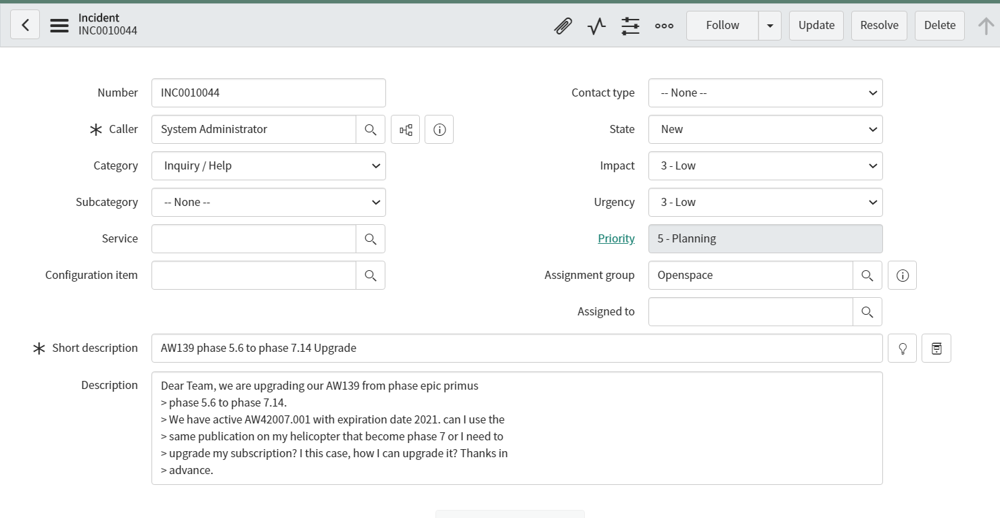 Incident
INC0010044
Follow
Update
Resolve
Delete
Number
INC0010044
Contact type
-- None --
Caller
System Administrator
State
New
Category
Inquiry / Help
Impact
3 - Low
Subcategory
-- None --
Urgency
3 - Low
Service
Priority
5 - Planning
Configuration item
Assignment group
Openspace
Assigned to
Short description
AW139 phase 5.6 to phase 7.14 Upgrade
Description
Dear Team, we are upgrading our AW139 from phase epic primus
> phase 5.6 to phase 7.14.
> We have active AW42007.001 with expiration date 2021. can I use the
> same publication on my helicopter that become phase 7 or I need to
> upgrade my subscription? I this case, how I can upgrade it? Thanks in
> advance.